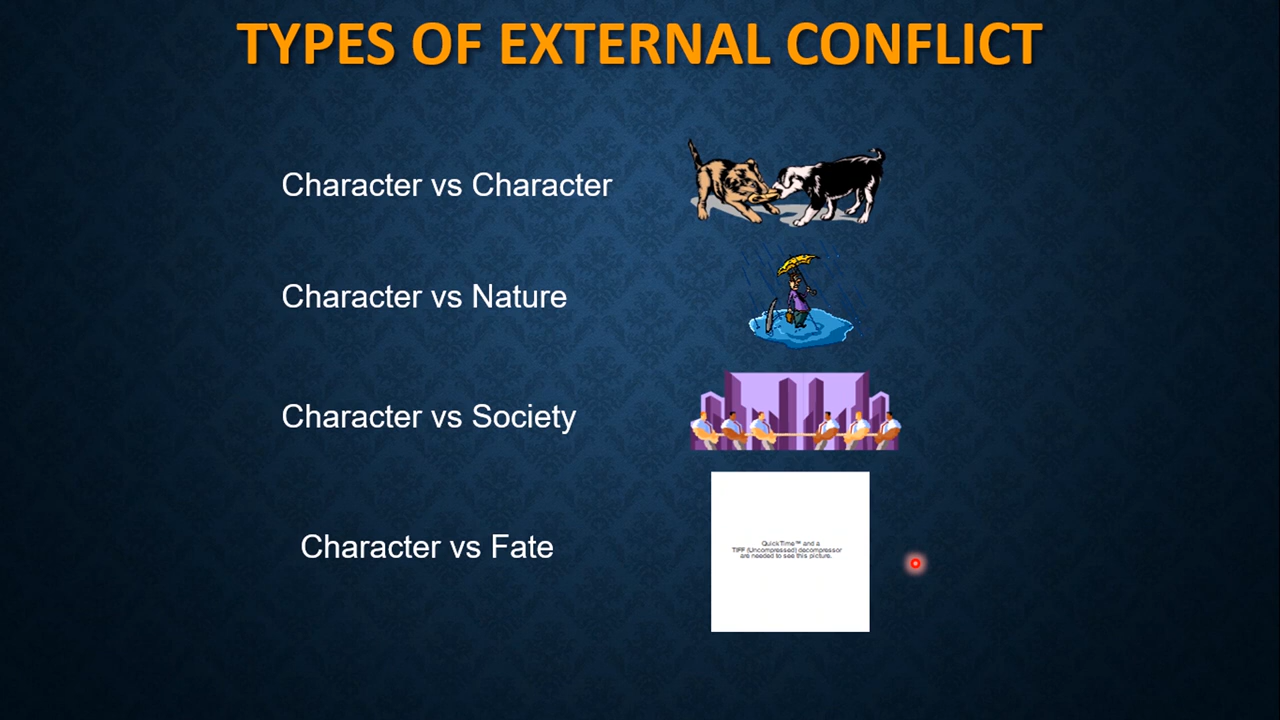 TYPES OF EXTERNAL CONFLICT
Character vs Character
Character vs Nature
Character vs Society
Character vs Fate
QuickTime™ and a
TIFF (Uncompressed) decompressor
are needed to see this picture.